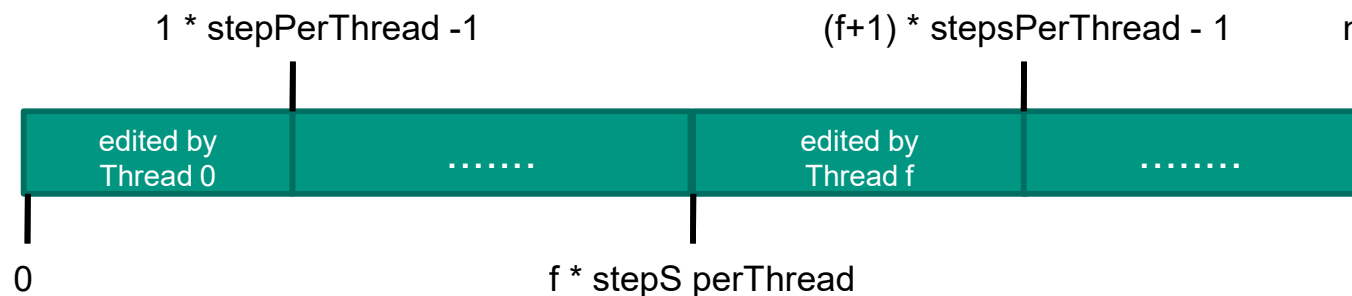 1 * stepPerThread -1
(f+1) * stepsPerThread - 1
edited by
Thread 0
.......
edited by
Thread f
........
0
f * stepS perThread